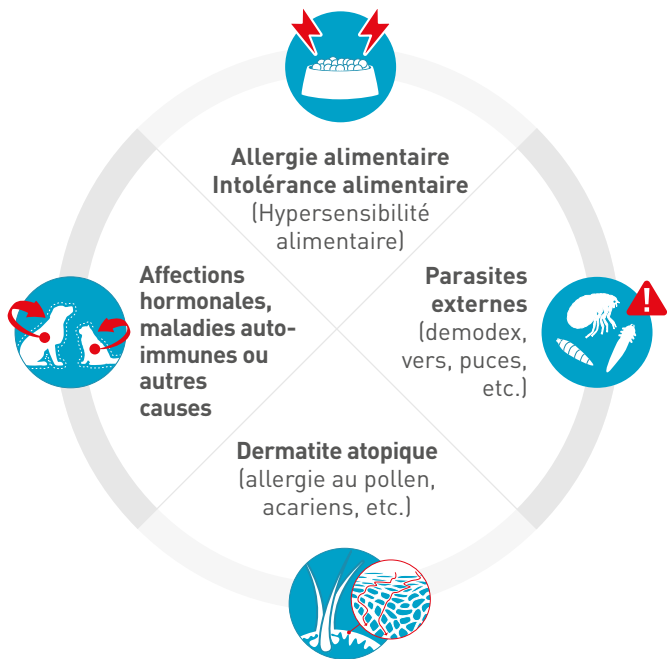 Allergie alimentaire
Intolérance alimentaire
(Hypersensibilité
alimentaire)
Affections
hormonales,
maladies auto-
immunes ou
autres
causes
Parasites
externes
(demodex,
vers, puces,
etc.)
Dermatite atopique
(allergie au pollen,
acariens, etc.)